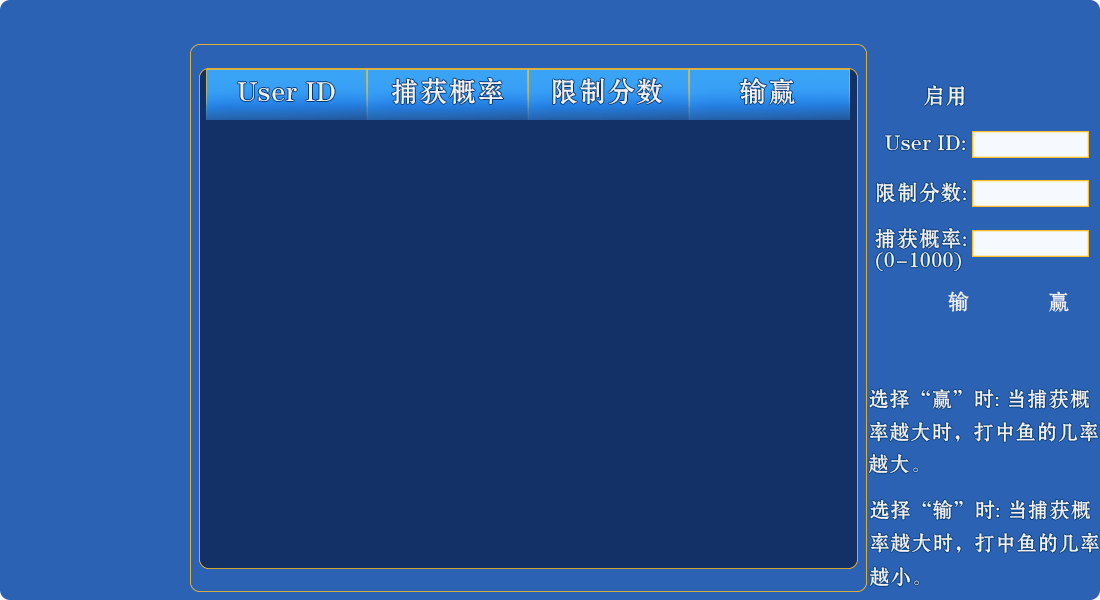 User ID 捕获概率 限制分数 输赢
启用
User ID:
限制分数:
捕获概率:
(0-1000)
输 赢
选择“赢”时: 当捕获概
率越大时，打中鱼的几率
越大。
选择“输”时: 当捕获概
率越大时，打中鱼的几率
越小。